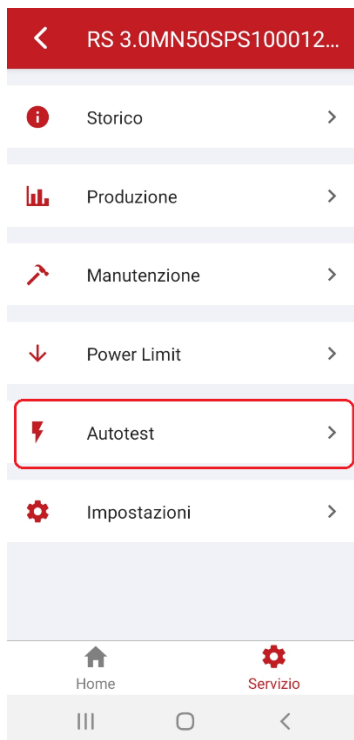 RS 3.0MN50SPS100012...
Storico
Produzione
Manutenzione
Power Limit
Autotest
Impostazioni
Home
Servizio